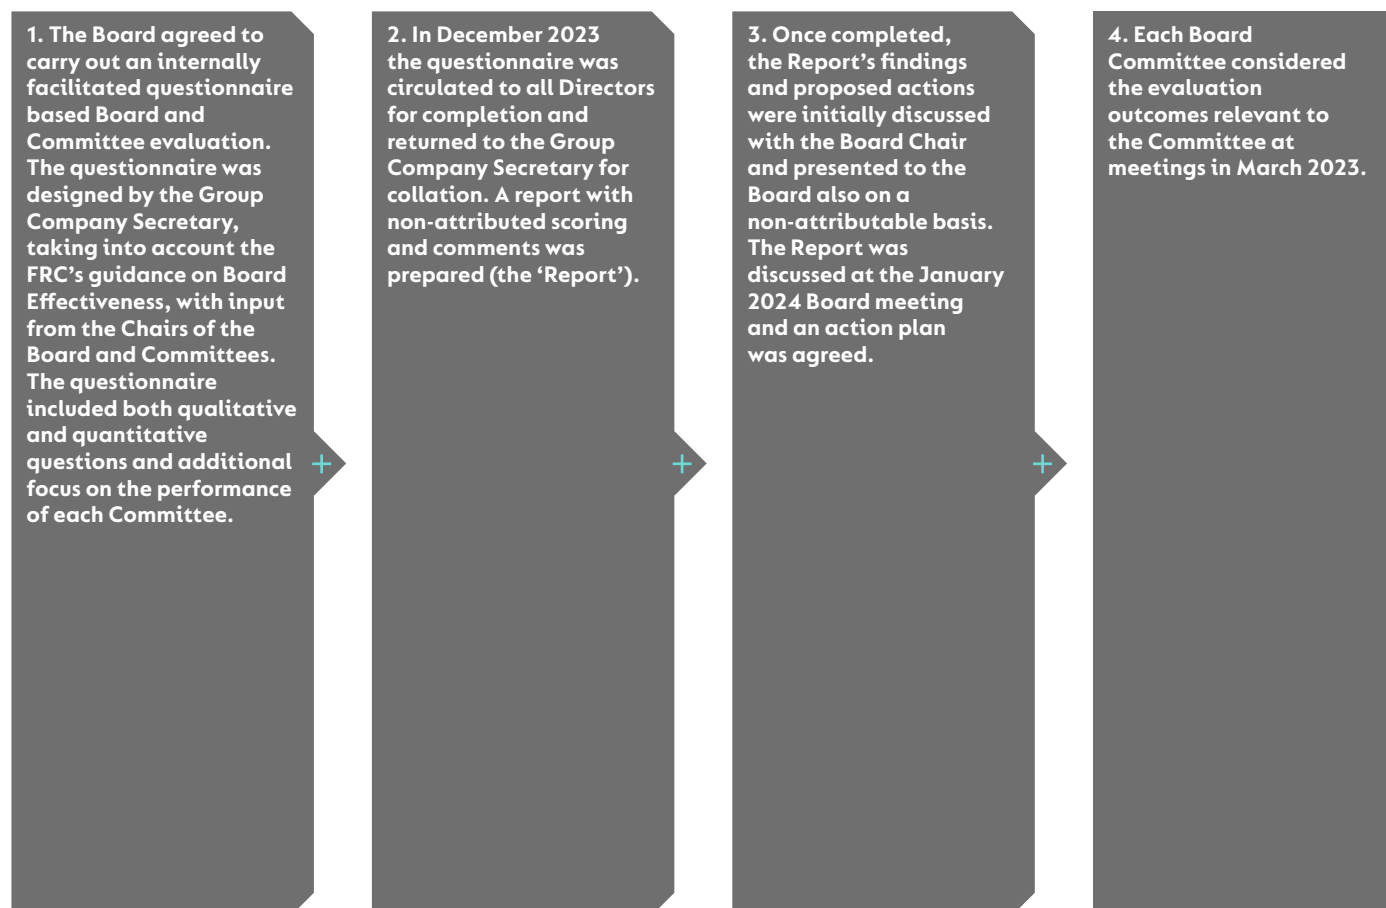 1. The Board agreed to
carry out an internally
facilitated questionnaire
based Board and
Committee evaluation.
The questionnaire was
designed by the Group
Company Secretary,
taking into account the
FRC’s guidance on Board
Effectiveness, with input
from the Chairs of the
Board and Committees.
The questionnaire
included both qualitative
and quantitative
questions and additional
focus on the performance
of each Committee.
2. In December 2023
the questionnaire was
circulated to all Directors
for completion and
returned to the Group
Company Secretary for
collation. A report with
non-attributed scoring
and comments was
prepared (the ‘Report’).
3. Once completed,
the Report’s findings
and proposed actions
were initially discussed
with the Board Chair
and presented to the
Board also on a
non-attributable basis.
The Report was
discussed at the January
2024 Board meeting
and an action plan
was agreed.
4. Each Board
Committee considered
the evaluation
outcomes relevant to
the Committee at
meetings in March 2023.